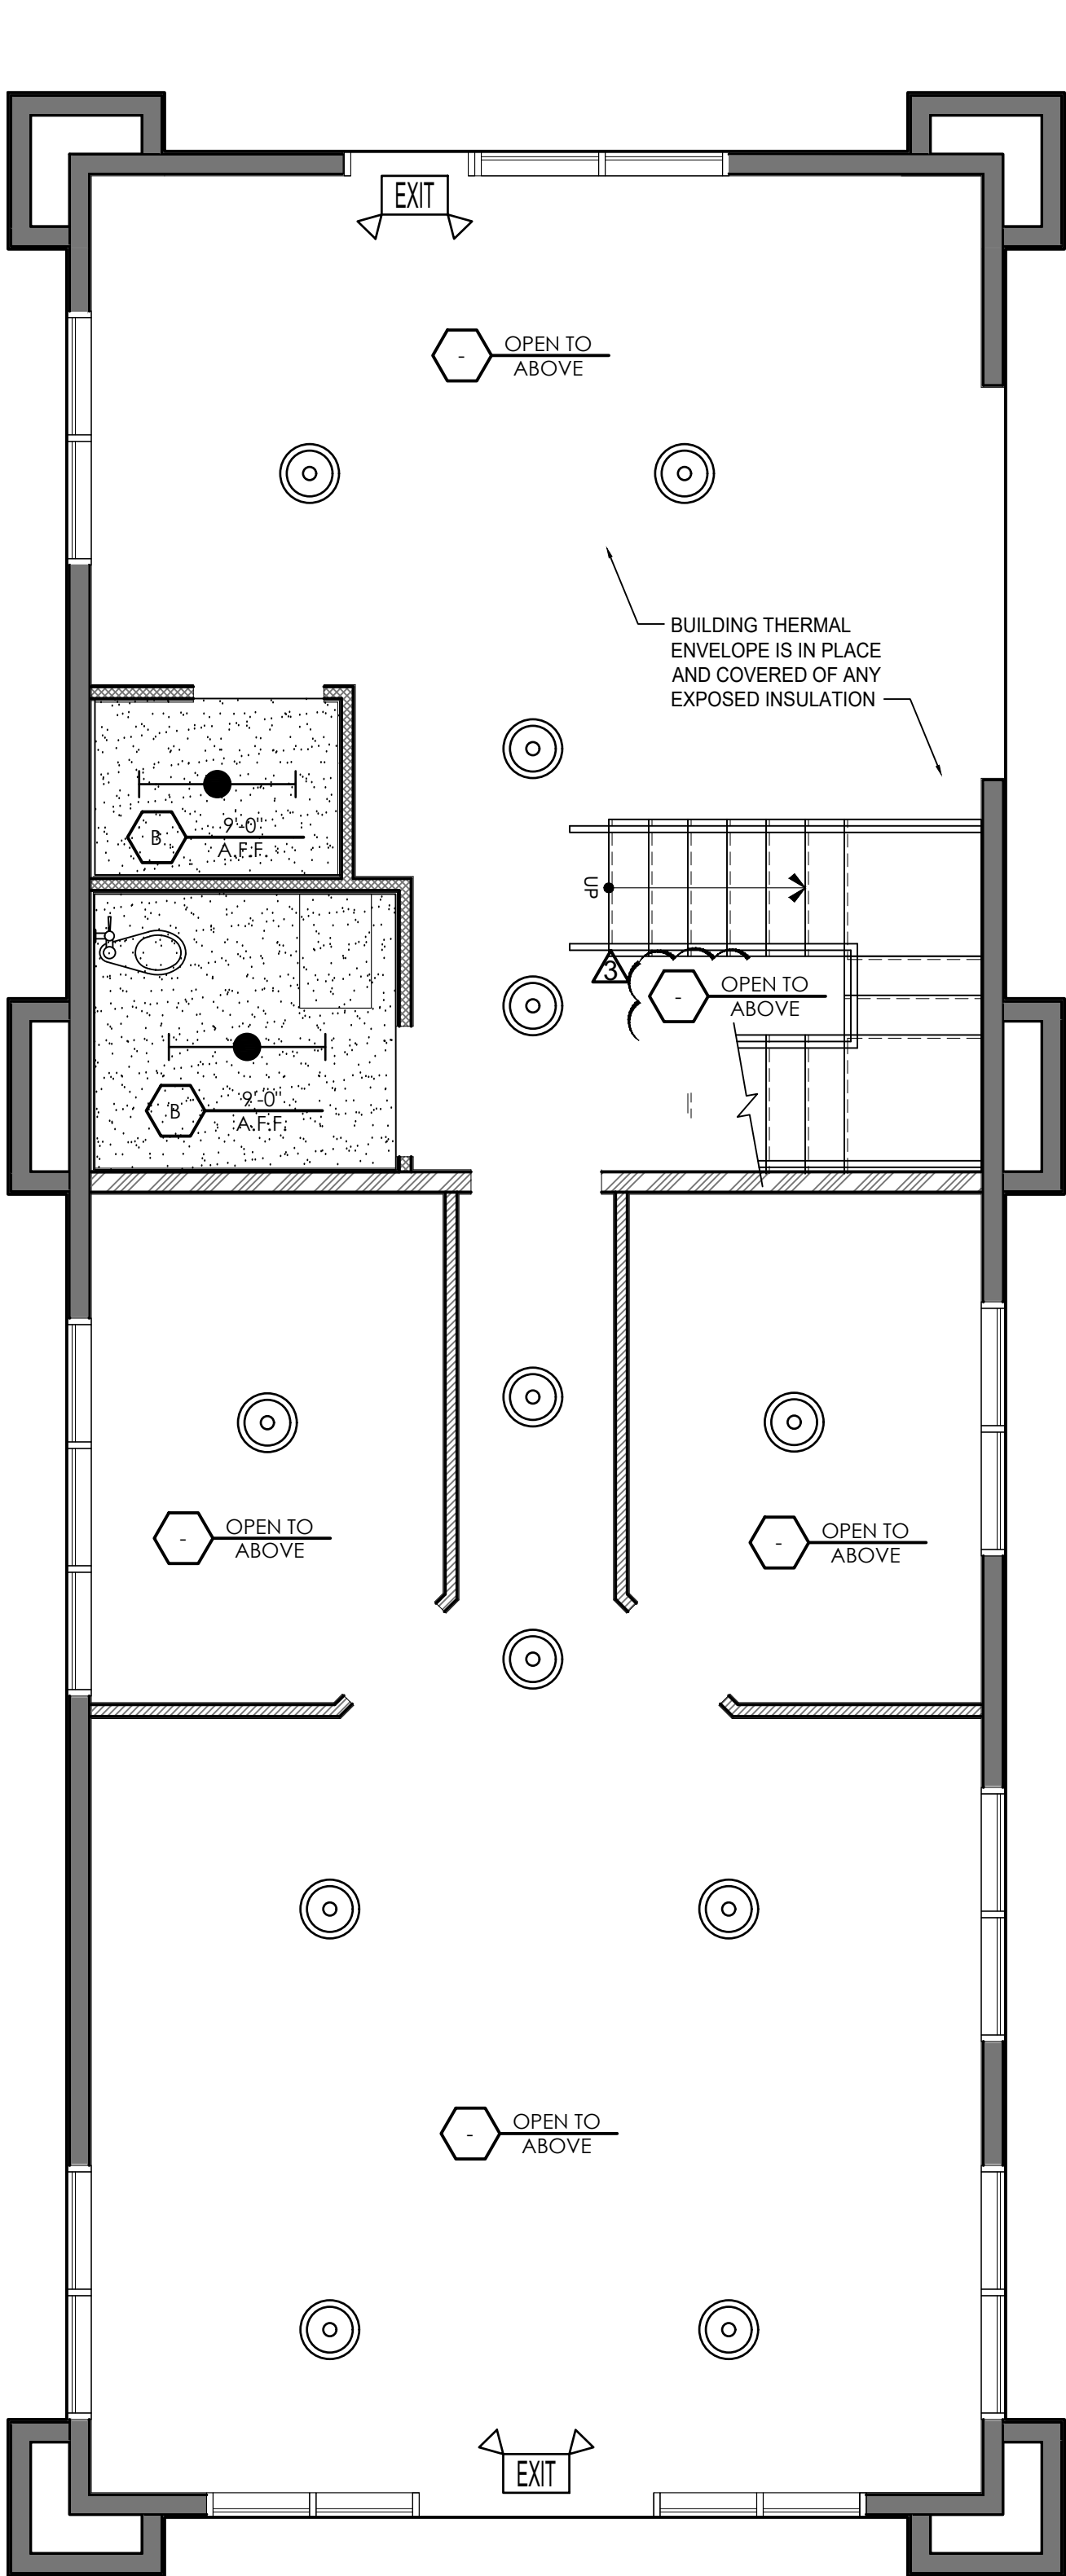 EXIT
-
OPEN TO
ABOVE
BUILDING THERMAL
ENVELOPE IS IN PLACE
AND COVERED OF ANY
EXPOSED INSULATION
B
9'-0"
A.F.F.
UP
3
-
OPEN TO
ABOVE
B
9'-0"
A.F.F.
-
OPEN TO
ABOVE
-
OPEN TO
ABOVE
-
OPEN TO
ABOVE
EXIT